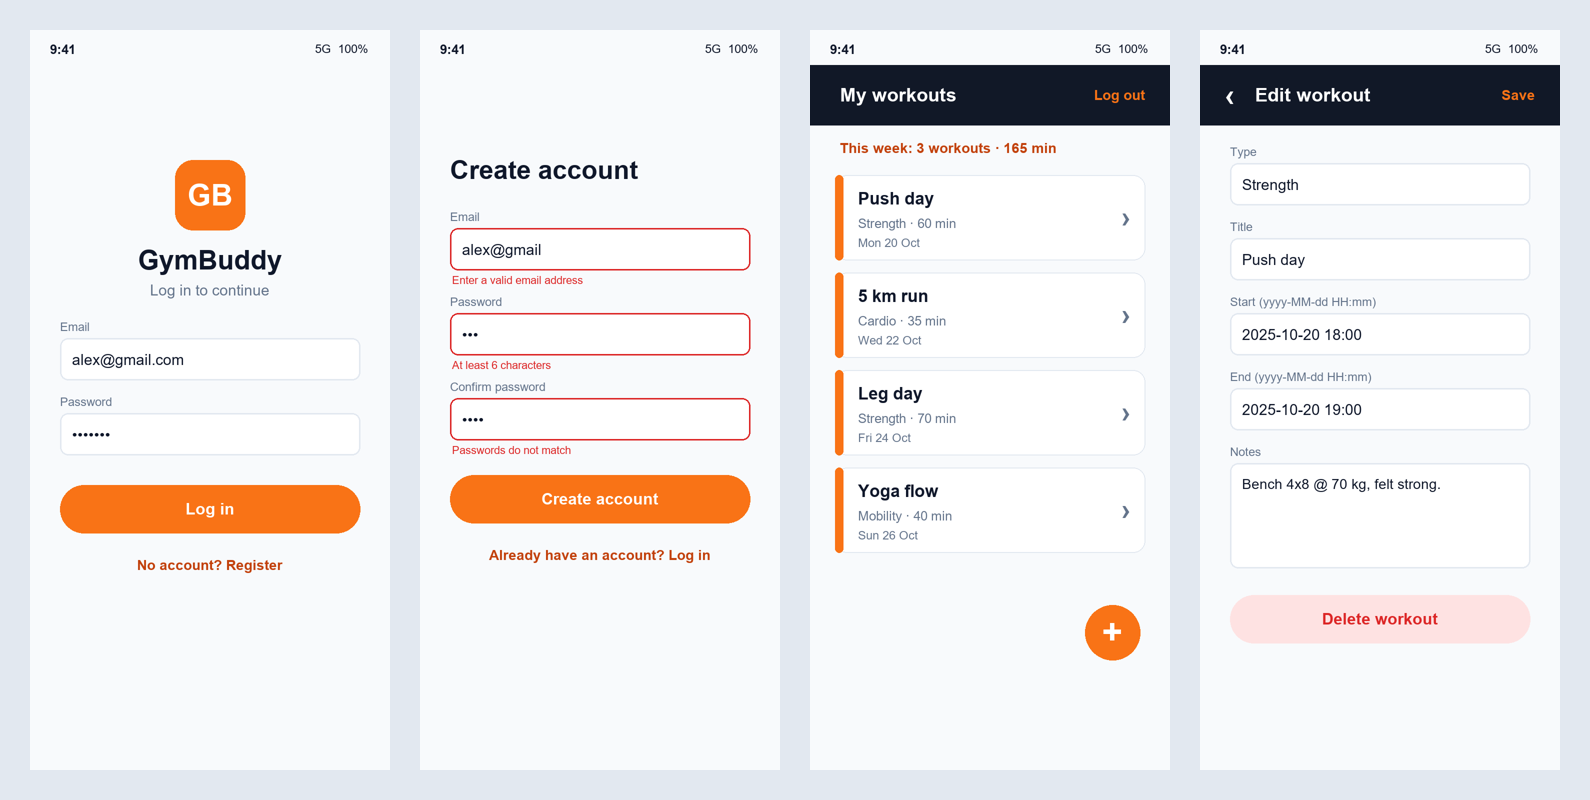 9:41
5G 100%
GB
GymBuddy
Log in to continue
Email
alex@gmail.com
Password
•••••••
Log in
No account? Register
9:41
5G 100%
Create account
Email
alex@gmail
Enter a valid email address
Password
•••
At least 6 characters
Confirm password
••••
Passwords do not match
Create account
Already have an account? Log in
9:41
5G 100%
My workouts
Log out
This week: 3 workouts · 165 min
Push day
Strength · 60 min
Mon 20 Oct
›
5 km run
Cardio · 35 min
Wed 22 Oct
›
Leg day
Strength · 70 min
Fri 24 Oct
›
Yoga flow
Mobility · 40 min
Sun 26 Oct
›
+
9:41
5G 100%
‹ Edit workout
Save
Type
Strength
Title
Push day
Start (yyyy-MM-dd HH:mm)
2025-10-20 18:00
End (yyyy-MM-dd HH:mm)
2025-10-20 19:00
Notes
Bench 4x8 @ 70 kg, felt strong.
Delete workout